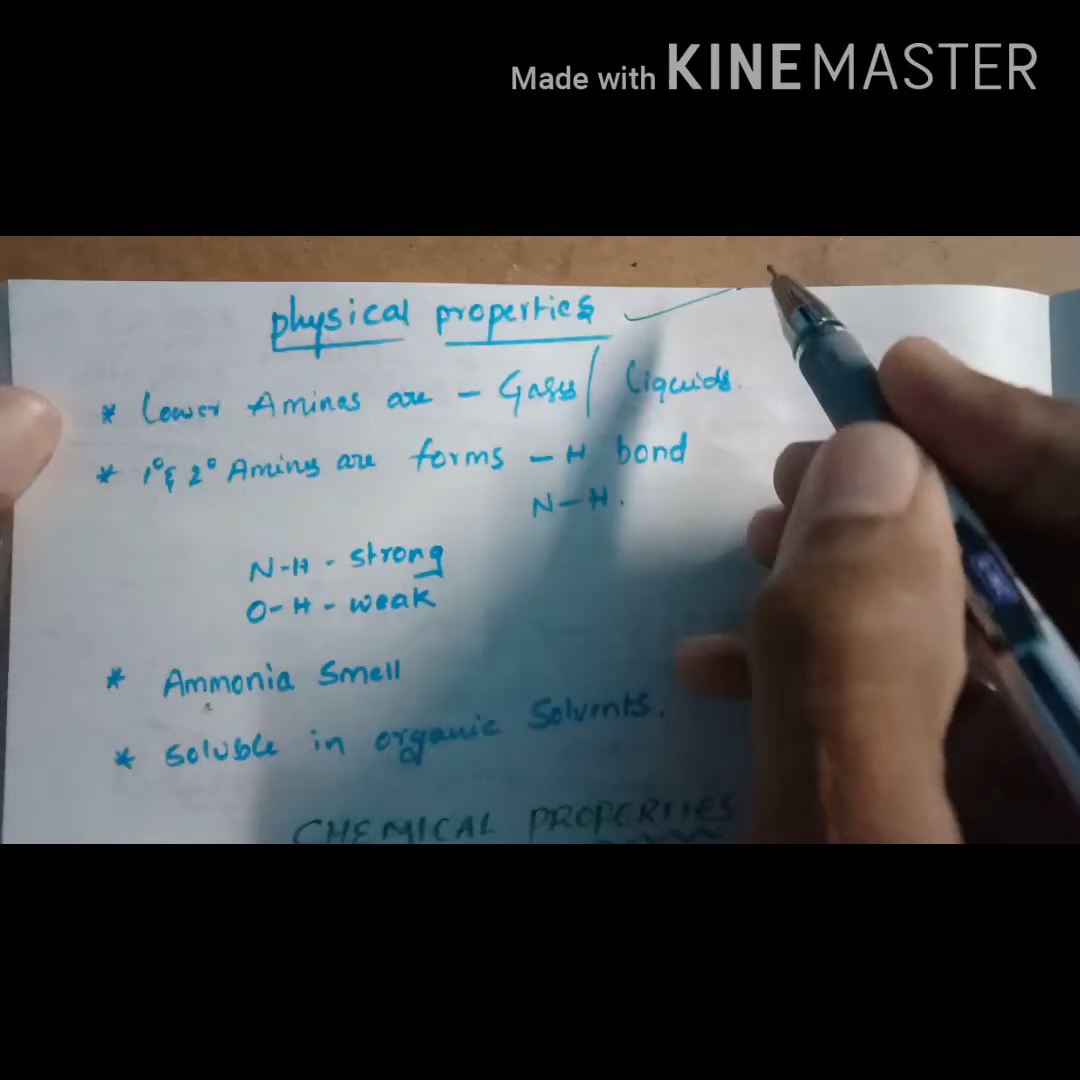 Made with KINEMASTER
physical properties
* Lower Amines are - Gases / Liquids.
* 1° & 2° Amines are forms - H bond
N-H.
N-H - strong
O-H - weak
* Ammonia Smell
* Soluble in organic Solvents.
CHEMICAL PROPERTIES